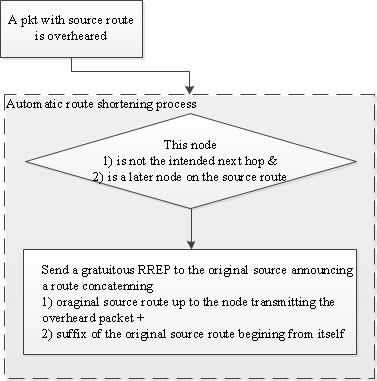 A pkt with source route
is overheared
Automatic route shortening process
This node
1) is not the intended next hop &
2) is a later node on the source route
Send a gratuitous RREP to the original source announcing
a route concatenning
1) oraginal source route up to the node transmitting the
overheard packet +
2) suffix of the original source route begining from itself